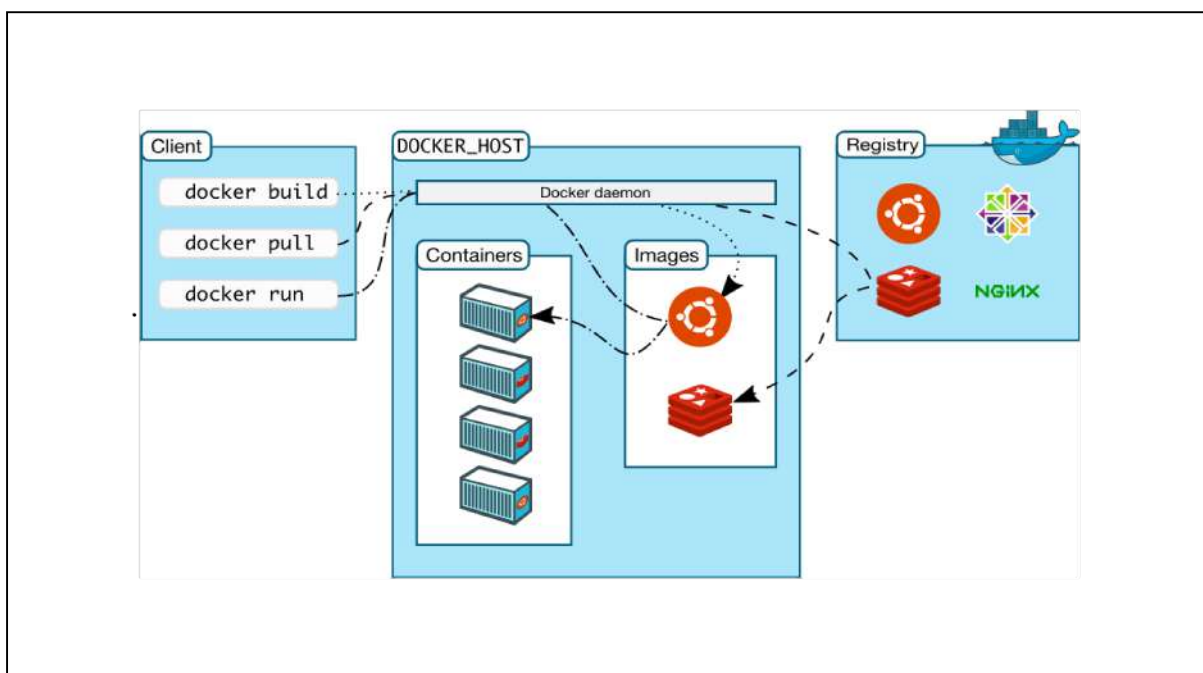 Client
docker build
docker pull
docker run
DOCKER_HOST
Docker daemon
Containers
Images
Registry
NGiNX